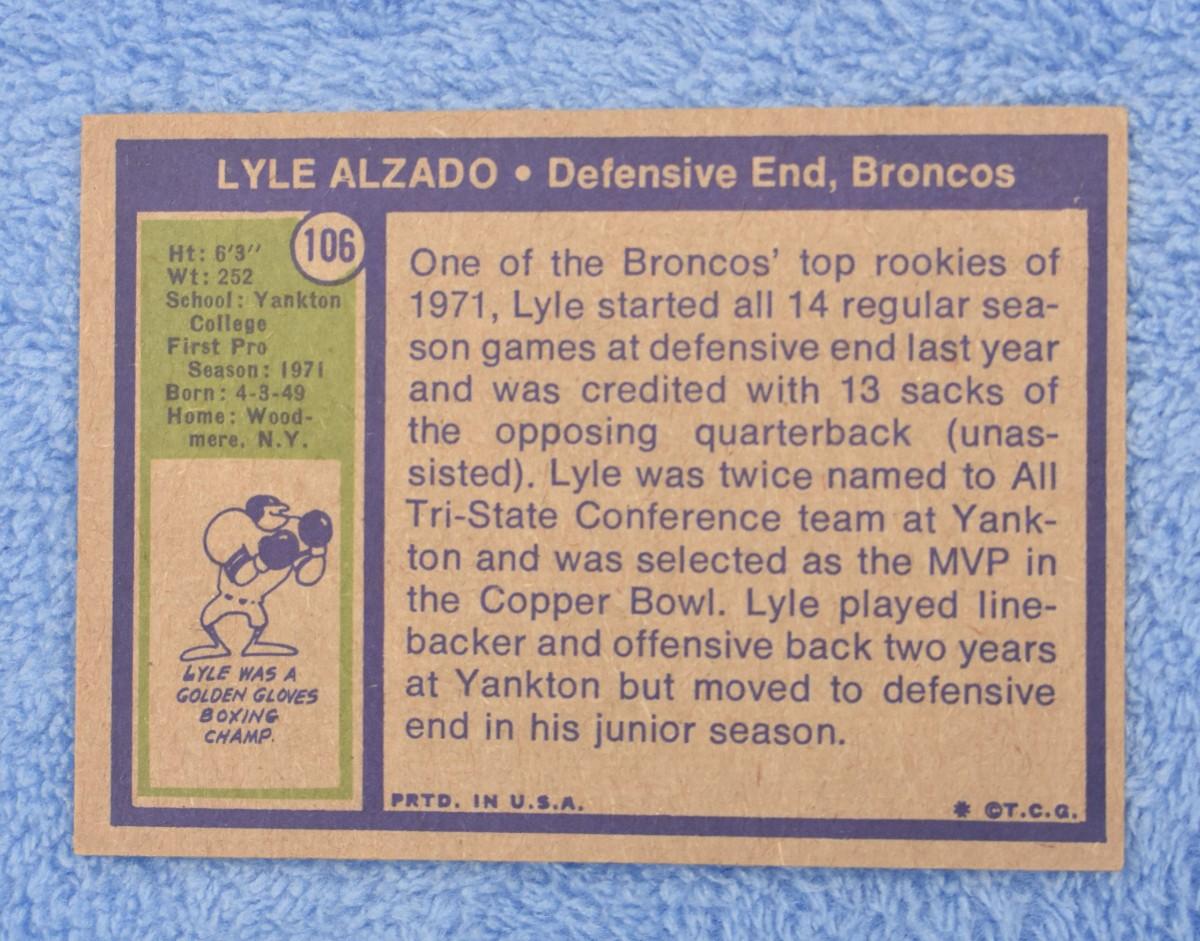 LYLE ALZADO • Defensive End, Broncos
106
Ht: 6'3"
Wt: 252
School: Yankton
College
First Pro
Season: 1971
Born: 4-3-49
Home: Wood-
mere, N.Y.
LYLE WAS A
GOLDEN GLOVES
BOXING
CHAMP.
One of the Broncos' top rookies of
1971, Lyle started all 14 regular sea-
son games at defensive end last year
and was credited with 13 sacks of
the opposing quarterback (unas-
sisted). Lyle was twice named to All
Tri-State Conference team at Yank-
ton and was selected as the MVP in
the Copper Bowl. Lyle played line-
backer and offensive back two years
at Yankton but moved to defensive
end in his junior season.
PRTD. IN U.S.A.
* ©T.C.G.